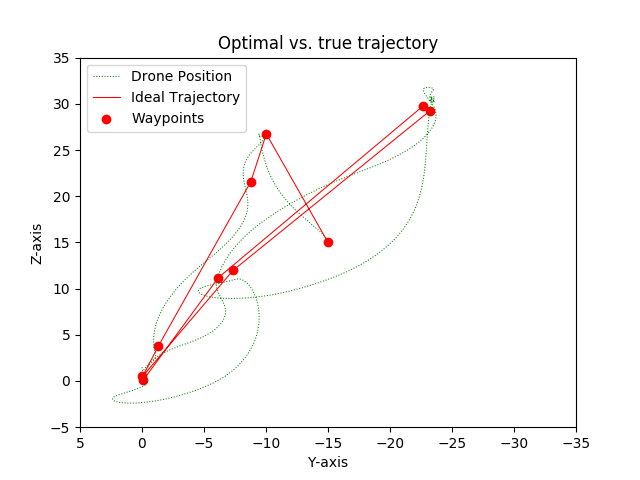 Optimal vs. true trajectory
Drone Position
Ideal Trajectory
Waypoints
35
30
25
20
15
10
5
0
−5
Z-axis
5 0 −5 −10 −15 −20 −25 −30 −35
Y-axis